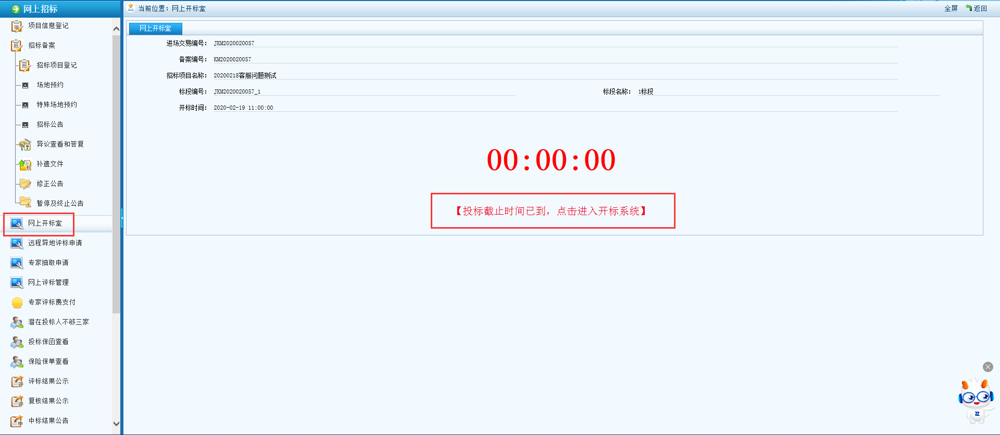 网上招标
当前位置：网上开标室
全屏
返回
项目信息登记
招标备案
招标项目登记
场地预约
特殊场地预约
招标公告
异议查看和答复
补遗文件
修正公告
暂停及终止公告
网上开标室
远程异地评标申请
专家抽取申请
网上评标管理
专家评标费支付
潜在投标人不够三家
投标保函查看
保险保单查看
评标结果公示
复核结果公示
中标结果公告
网上开标室
进场交易编号： JKM2020020057
备案编号： KM2020020057
招标项目名称： 20200218客服问题测试
标段编号： JKM2020020057_1 标段名称： 1标段
开标时间： 2020-02-19 11:00:00
00:00:00
【投标截止时间已到，点击进入开标系统】
ZZ